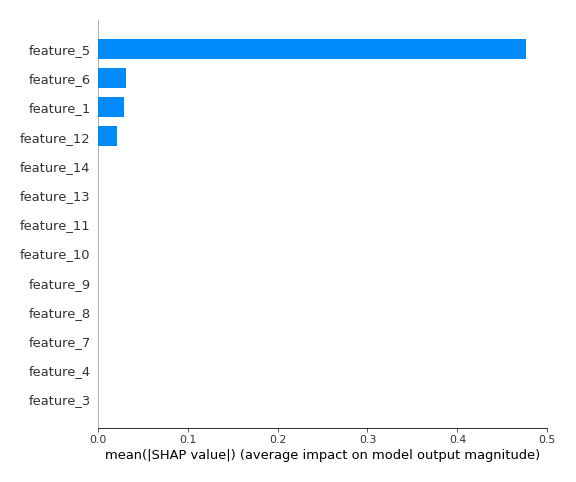 feature_5
feature_6
feature_1
feature_12
feature_14
feature_13
feature_11
feature_10
feature_9
feature_8
feature_7
feature_4
feature_3
0.0 0.1 0.2 0.3 0.4 0.5
mean(|SHAP value|) (average impact on model output magnitude)